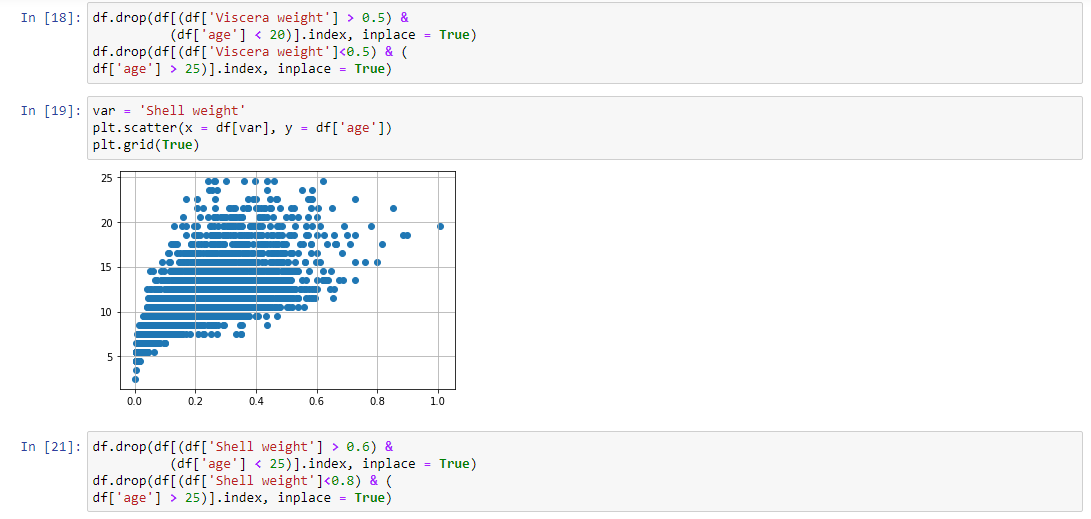 In [18]: df.drop(df[(df['Viscera weight'] > 0.5) &
(df['age'] < 20)].index, inplace = True)
df.drop(df[(df['Viscera weight']<0.5) & (
df['age'] > 25)].index, inplace = True)
In [19]: var = 'Shell weight'
plt.scatter(x = df[var], y = df['age'])
plt.grid(True)
25
20
15
10
5
0.0 0.2 0.4 0.6 0.8 1.0
In [21]: df.drop(df[(df['Shell weight'] > 0.6) &
(df['age'] < 25)].index, inplace = True)
df.drop(df[(df['Shell weight']<0.8) & (
df['age'] > 25)].index, inplace = True)